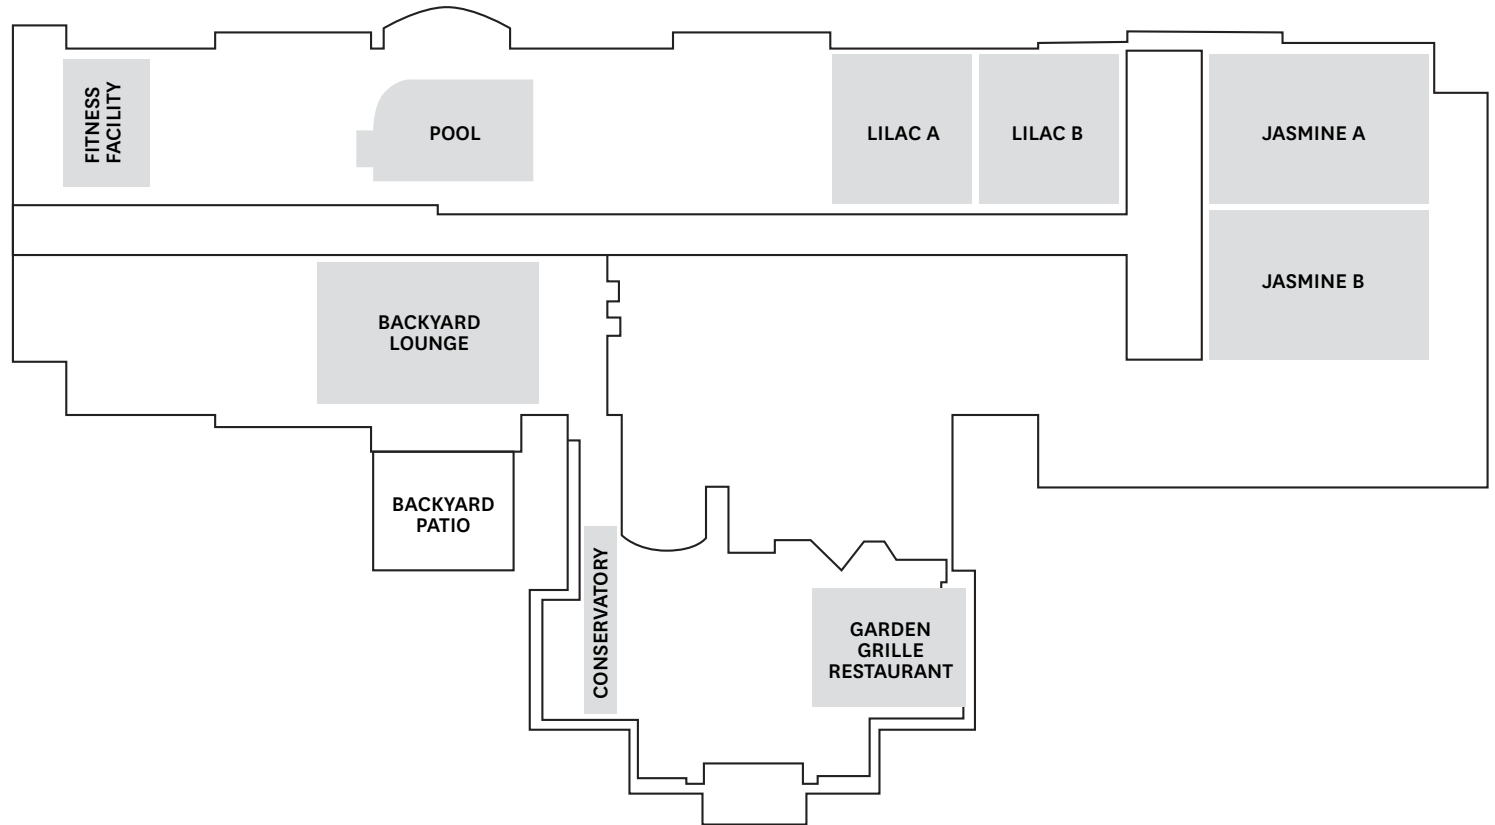 FITNESS
FACILITY
POOL
LILAC A
LILAC B
JASMINE A
JASMINE B
BACKYARD
LOUNGE
BACKYARD
PATIO
CONSERVATORY
GARDEN
GRILLE
RESTAURANT